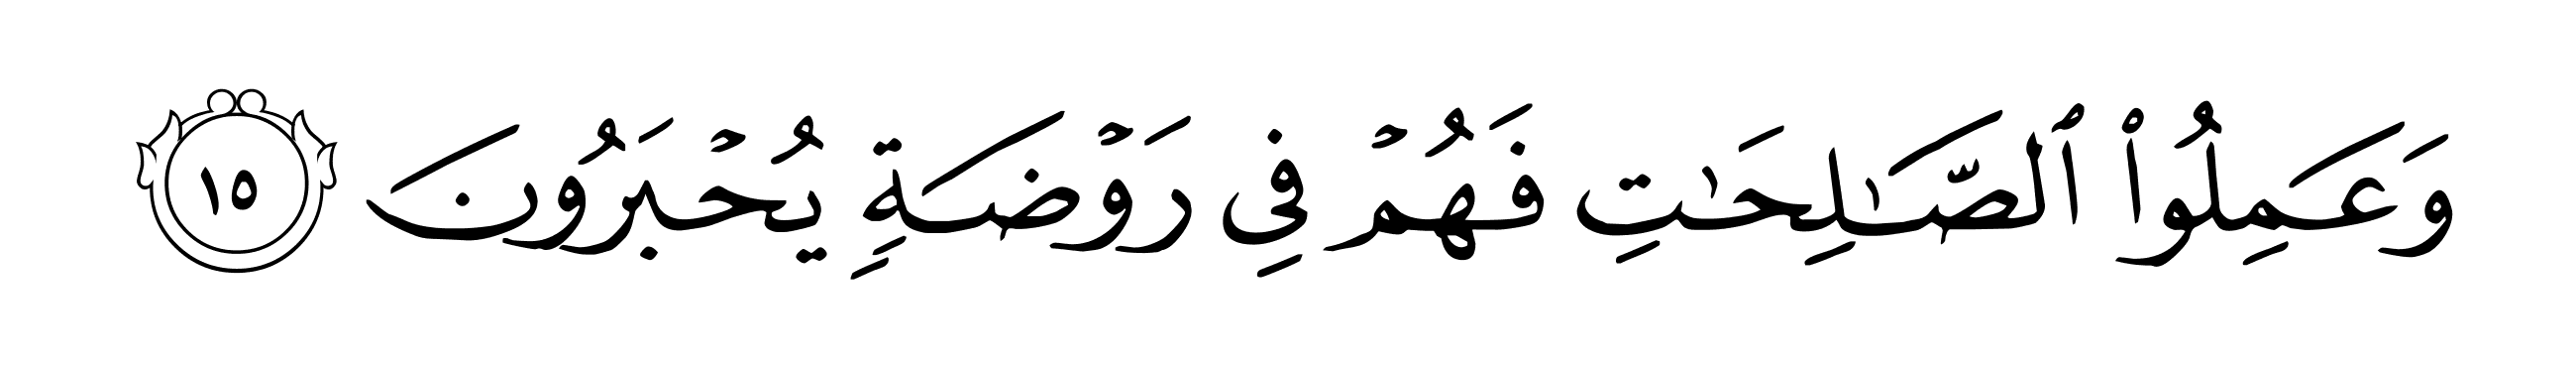 وَعَمِلُوا۟ ٱلصَّـٰلِحَـٰتِ فَهُمْ فِى رَوْضَةٍ يُحْبَرُونَ ١٥